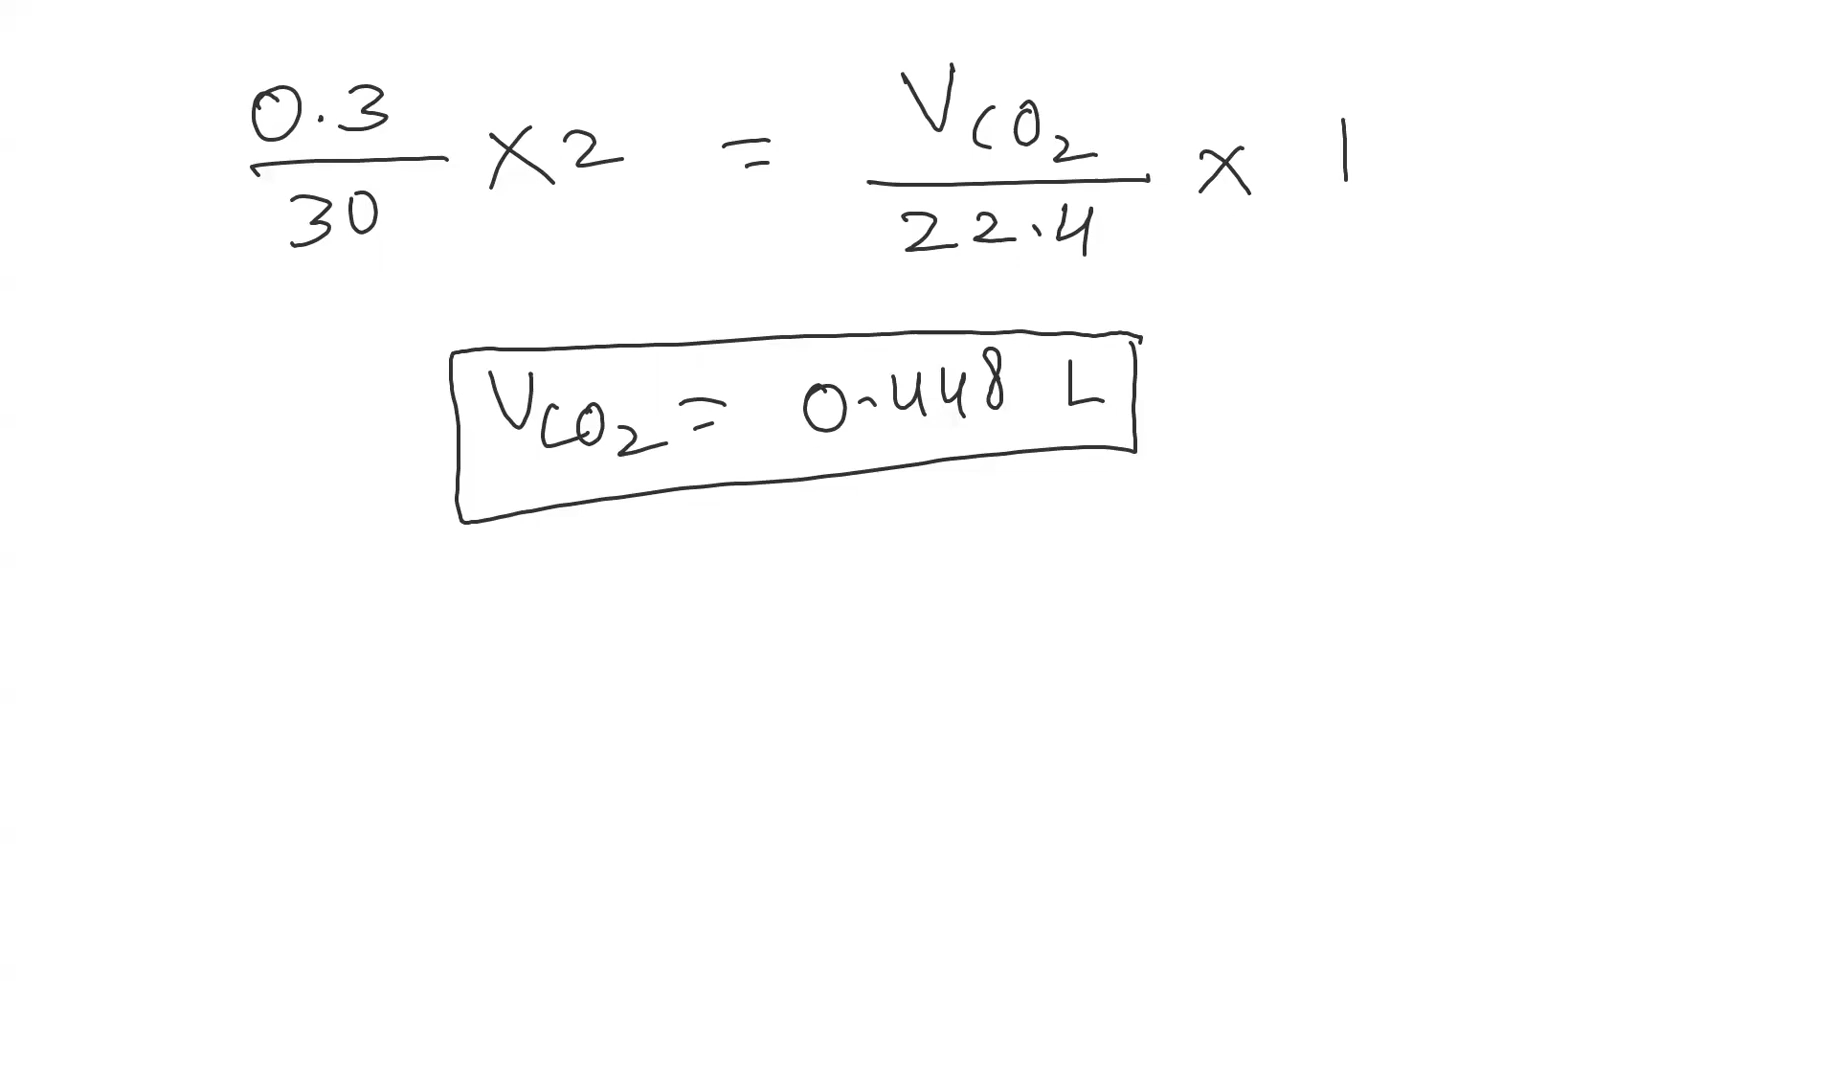 0.3/30 × 2 = V_CO₂/22.4 × 1
V_CO₂ = 0.448 L